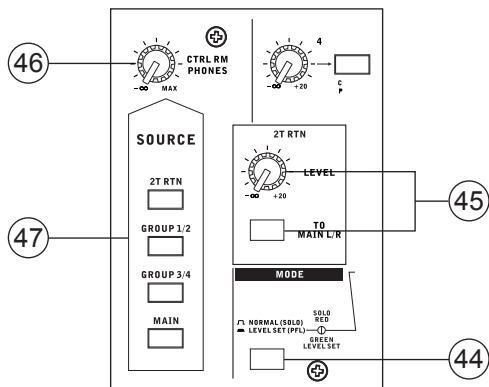 46
CTRL RM
PHONES
-∞ MAX
4
-∞ +20
C
P
SOURCE
2T RTN
GROUP 1/2
GROUP 3/4
MAIN
47
2T RTN
LEVEL
-∞ +20
TO
MAIN L/R
45
MODE
SOLO
RED
NORMAL (SOLO)
LEVEL SET (PFL)
GREEN
LEVEL SET
44